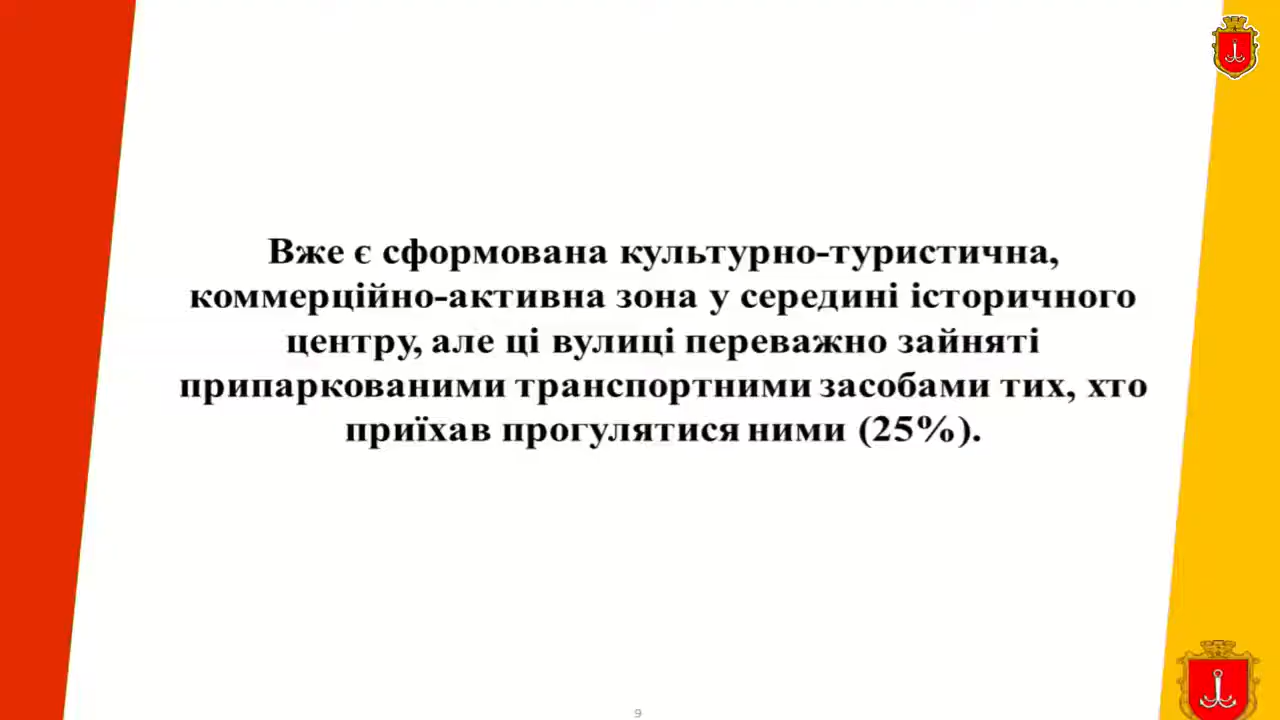 Вже є сформована культурно-туристична,
коммерційно-активна зона у середині історичного
центру, але ці вулиці переважно зайняті
припаркованими транспортними засобами тих, хто
приїхав прогулятися ними (25%).
9